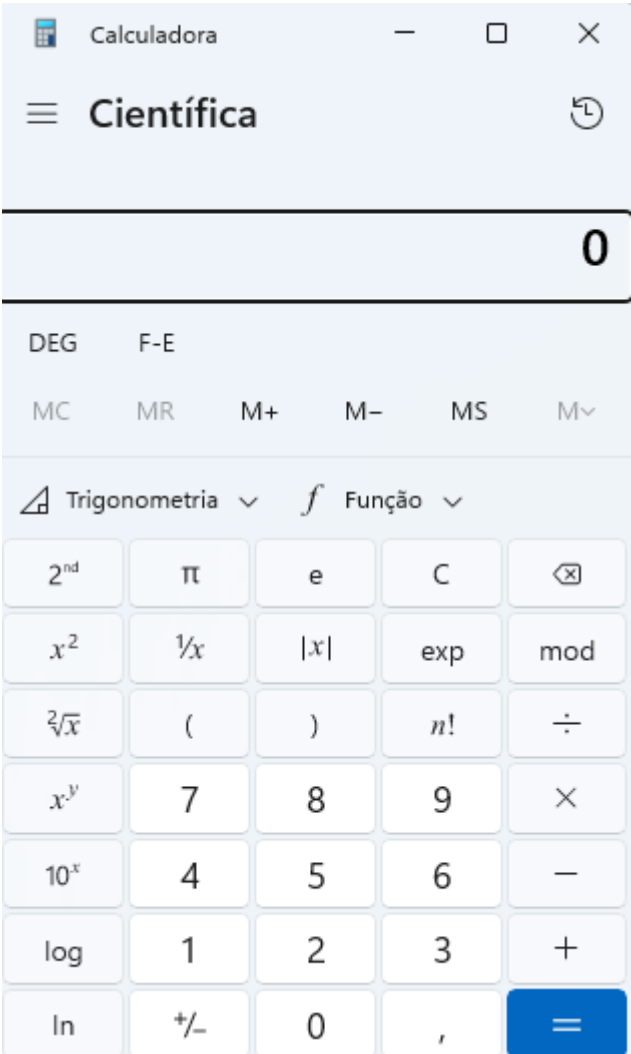 Calculadora
Científica
0
DEG F-E
MC MR M+ M− MS M
Trigonometria f Função
2ⁿᵈ π e C
x² ¹/x |x| exp mod
²√x ( ) n! ÷
xʸ 7 8 9 ×
10ˣ 4 5 6 −
log 1 2 3 +
ln +/− 0 , =